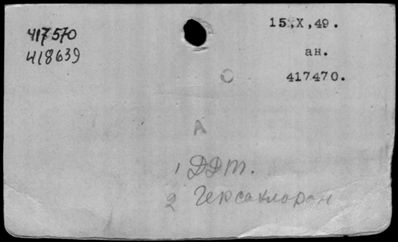 417570
418639
15.X.49.
ан.
417470.
А
1 ДДТ.
2 Гексахлоран